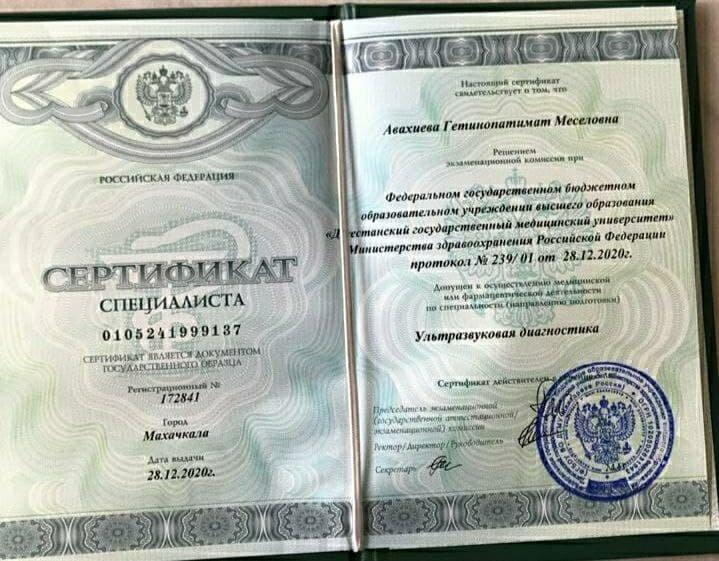 РОССИЙСКАЯ ФЕДЕРАЦИЯ
СЕРТИФИКАТ
СПЕЦИАЛИСТА
0105241999137
СЕРТИФИКАТ ЯВЛЯЕТСЯ ДОКУМЕНТОМ
ГОСУДАРСТВЕННОГО ОБРАЗЦА
Регистрационный №
172841
Город
Махачкала
Дата выдачи
28.12.2020г.
Настоящий сертификат
свидетельствует о том, что
Авахиева Гетинопатимат Меселовна
Решением
экзаменационной комиссии при
Федеральном государственном бюджетном
образовательном учреждении высшего образования
государственный медицинский университет»
Министерства здравоохранения Российской Федерации
протокол № 239/ 01 от 28.12.2020г.
Допущен к осуществлению медицинской
или фармацевтической деятельности
по специальности (направлению подготовки)
Ультразвуковая диагностика
Сертификат действителен
Председатель экзаменационной
(государственной аттестационной/
экзаменационной) комиссии
Ректор/Директор/Руководитель
Секретарь